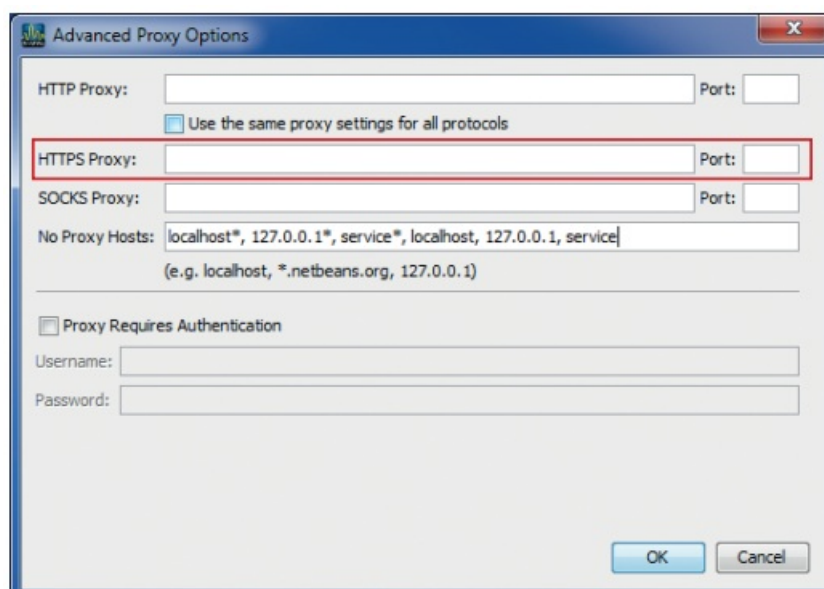 Advanced Proxy Options
HTTP Proxy: Port:
Use the same proxy settings for all protocols
HTTPS Proxy: Port:
SOCKS Proxy: Port:
No Proxy Hosts: localhost*, 127.0.0.1*, service*, localhost, 127.0.0.1, service
(e.g. localhost, *.netbeans.org, 127.0.0.1)
Proxy Requires Authentication
Username:
Password:
OK Cancel